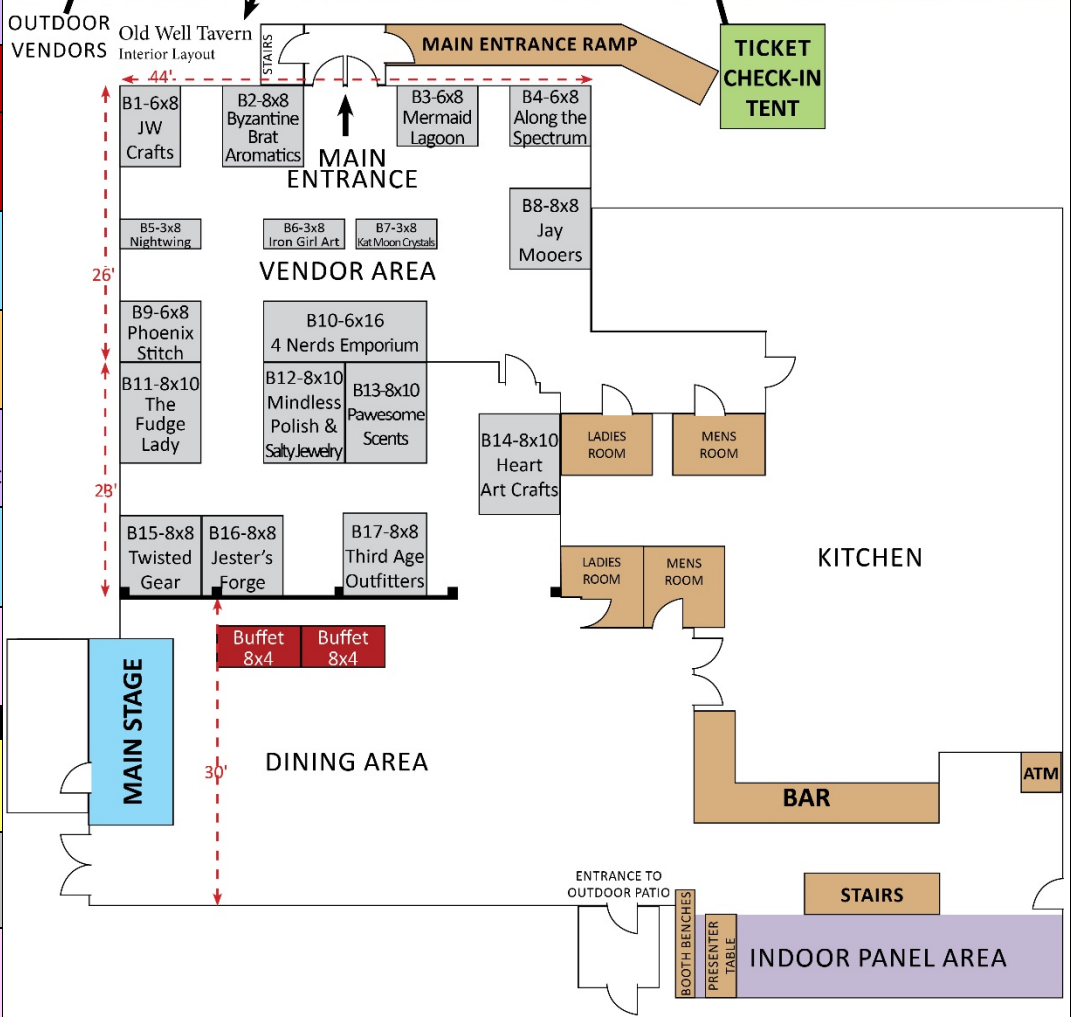 OUTDOOR
VENDORS
Old Well Tavern
Interior Layout
STAIRS
MAIN ENTRANCE RAMP
TICKET
CHECK-IN
TENT
44'
B1-6x8
JW
Crafts
B2-8x8
Byzantine
Brat
Aromatics
MAIN
ENTRANCE
B3-6x8
Mermaid
Lagoon
B4-6x8
Along the
Spectrum
B5-3x8
Nightwing
B6-3x8
Iron Girl Art
B7-3x8
Kat Moon Crystals
B8-8x8
Jay
Mooers
26'
VENDOR AREA
B9-6x8
Phoenix
Stitch
B10-6x16
4 Nerds Emporium
B11-8x10
The
Fudge
Lady
B12-8x10
Mindless
Polish &
Salty Jewelry
B13-8x10
Pawesome
Scents
B14-8x10
Heart
Art Crafts
LADIES
ROOM
MENS
ROOM
23'
B15-8x8
Twisted
Gear
B16-8x8
Jester's
Forge
B17-8x8
Third Age
Outfitters
LADIES
ROOM
MENS
ROOM
KITCHEN
Buffet
8x4
Buffet
8x4
MAIN STAGE
DINING AREA
30'
BAR
ATM
ENTRANCE TO
OUTDOOR PATIO
STAIRS
BOOTH BENCHES
PRESENTER
TABLE
INDOOR PANEL AREA